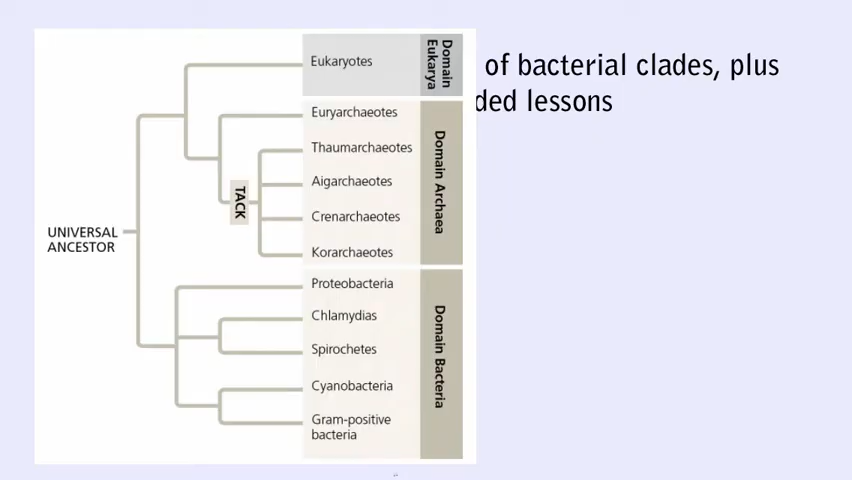 of bacterial clades, plus
ded lessons
Eukaryotes
Domain
Eukarya
Euryarchaeotes
Thaumarchaeotes
Aigarchaeotes
Crenarchaeotes
Korarchaeotes
TACK
Domain Archaea
UNIVERSAL
ANCESTOR
Proteobacteria
Chlamydias
Spirochetes
Cyanobacteria
Gram-positive
bacteria
Domain Bacteria